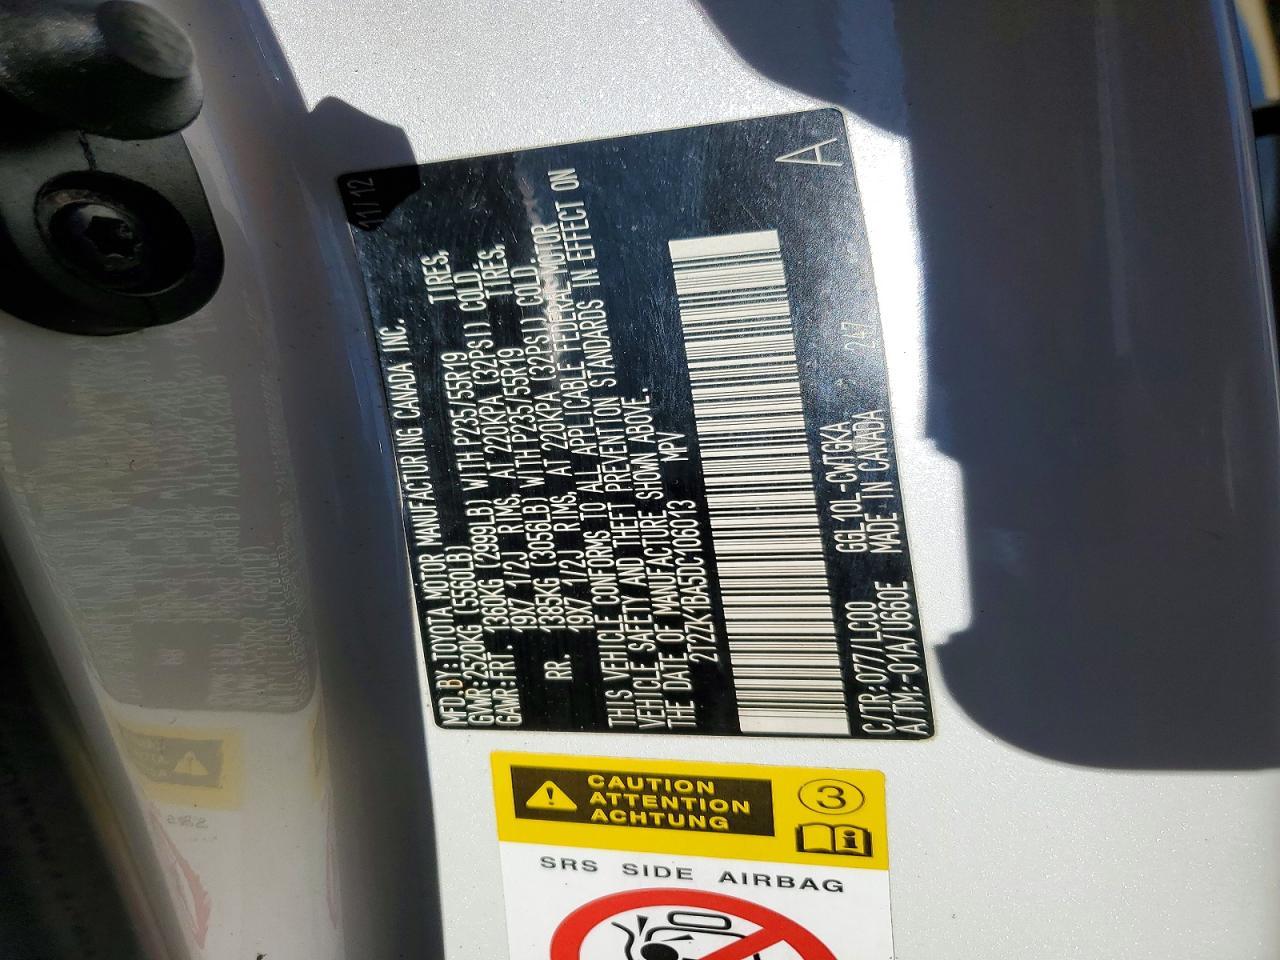 11/12
MFD.BY:TOYOTA MOTOR MANUFACTURING CANADA INC.
GVWR:2520KG (5560LB)
GAWR:FRT. 1360KG (2999LB) WITH P235/55R19 TIRES,
19X7 1/2J RIMS, AT 220KPA (32PSI) COLD.
RR. 1385KG (3056LB) WITH P235/55R19 TIRES,
19X7 1/2J RIMS, AT 220KPA (32PSI) COLD.
THIS VEHICLE CONFORMS TO ALL APPLICABLE FEDERAL MOTOR
VEHICLE SAFETY AND THEFT PREVENTION STANDARDS IN EFFECT ON
THE DATE OF MANUFACTURE SHOWN ABOVE.
2T2ZK1BA5DC106013 MPV
A
C/TR:077/LC00 GGL10L-CWTGKA 247
A/TM:-01A/U660E MADE IN CANADA
CAUTION
ATTENTION
ACHTUNG
3
i
SRS SIDE AIRBAG